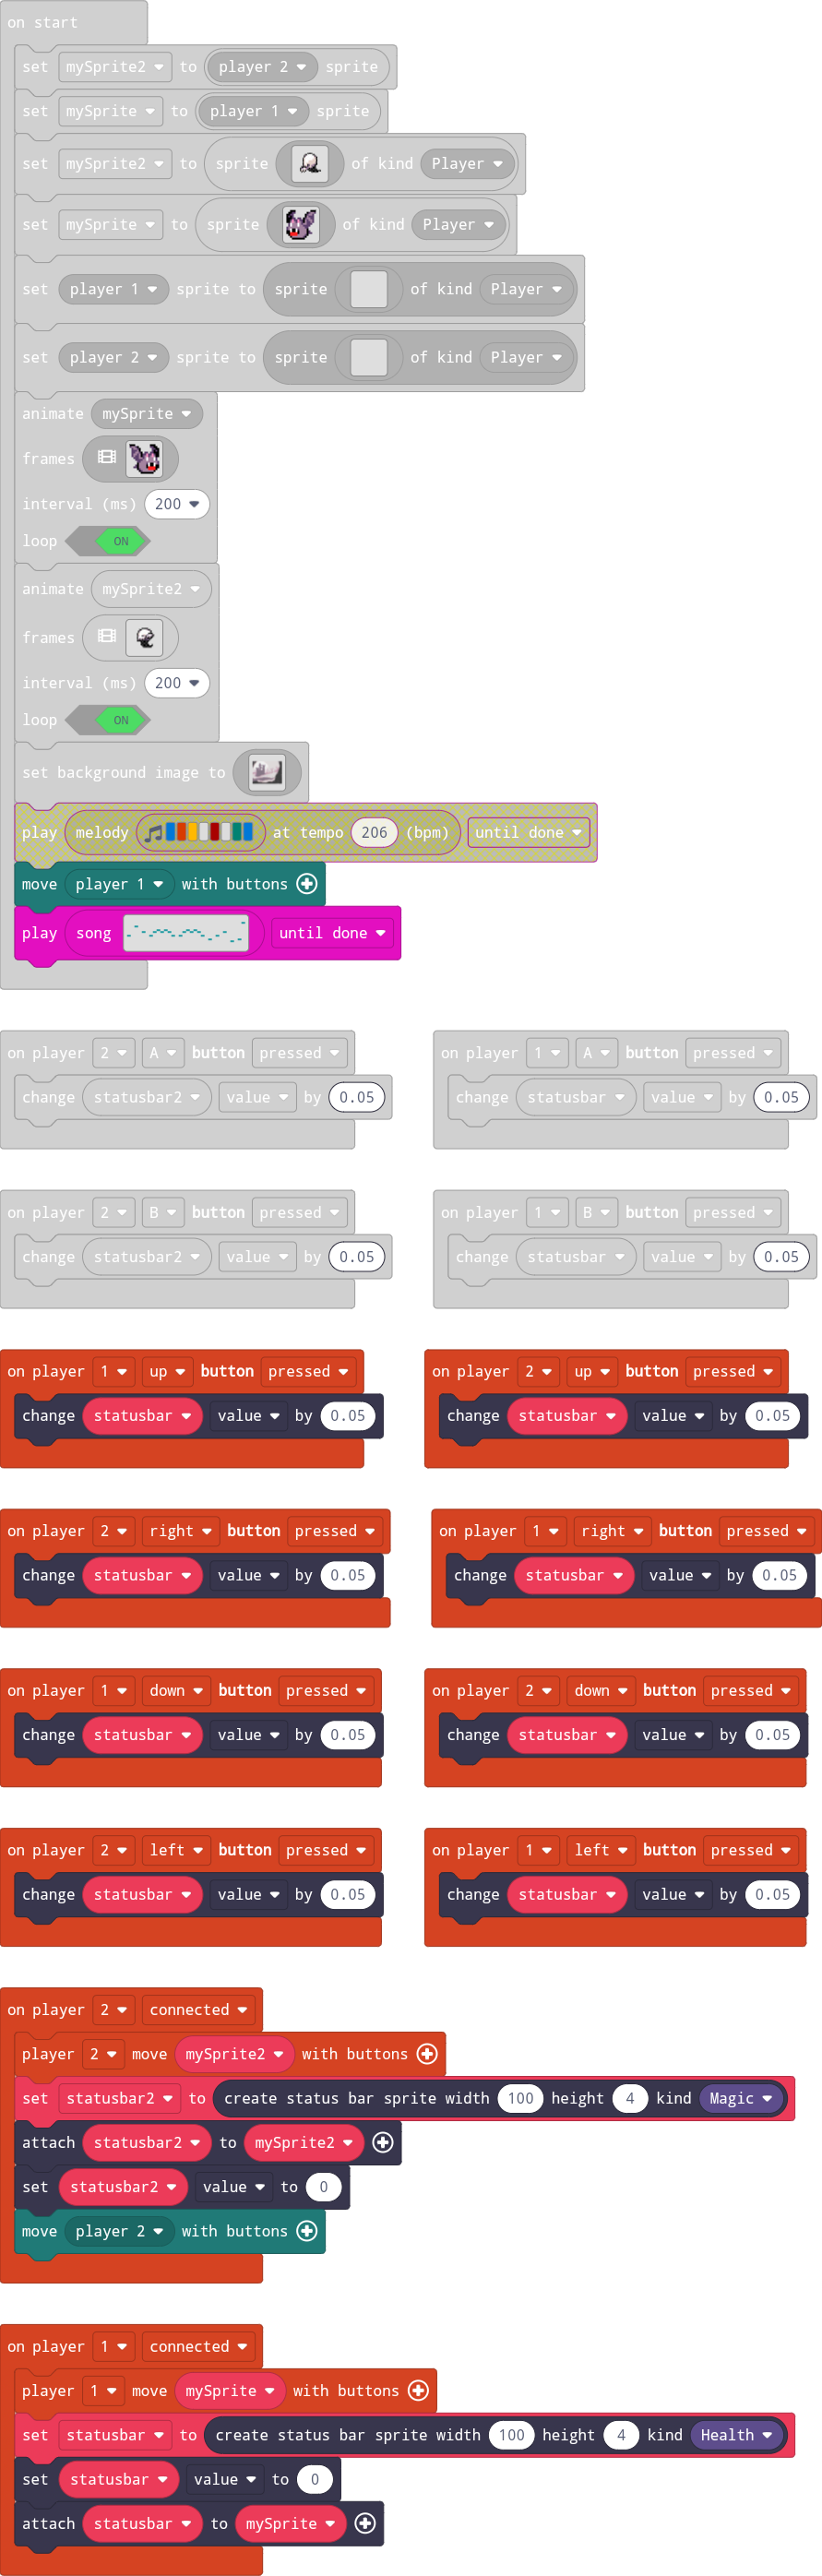 on start
set mySprite2 to player 2 sprite
set mySprite to player 1 sprite
set mySprite2 to sprite of kind Player
set mySprite to sprite of kind Player
set player 1 sprite to sprite of kind Player
set player 2 sprite to sprite of kind Player
animate mySprite
frames
interval (ms) 200
loop ON
animate mySprite2
frames
interval (ms) 200
loop ON
set background image to
play melody at tempo 206 (bpm) until done
move player 1 with buttons
play song until done
on player 2 A button pressed
change statusbar2 value by 0.05
on player 1 A button pressed
change statusbar value by 0.05
on player 2 B button pressed
change statusbar2 value by 0.05
on player 1 B button pressed
change statusbar value by 0.05
on player 1 up button pressed
change statusbar value by 0.05
on player 2 up button pressed
change statusbar value by 0.05
on player 2 right button pressed
change statusbar value by 0.05
on player 1 right button pressed
change statusbar value by 0.05
on player 1 down button pressed
change statusbar value by 0.05
on player 2 down button pressed
change statusbar value by 0.05
on player 2 left button pressed
change statusbar value by 0.05
on player 1 left button pressed
change statusbar value by 0.05
on player 2 connected
player 2 move mySprite2 with buttons
set statusbar2 to create status bar sprite width 100 height 4 kind Magic
attach statusbar2 to mySprite2
set statusbar2 value to 0
move player 2 with buttons
on player 1 connected
player 1 move mySprite with buttons
set statusbar to create status bar sprite width 100 height 4 kind Health
set statusbar value to 0
attach statusbar to mySprite